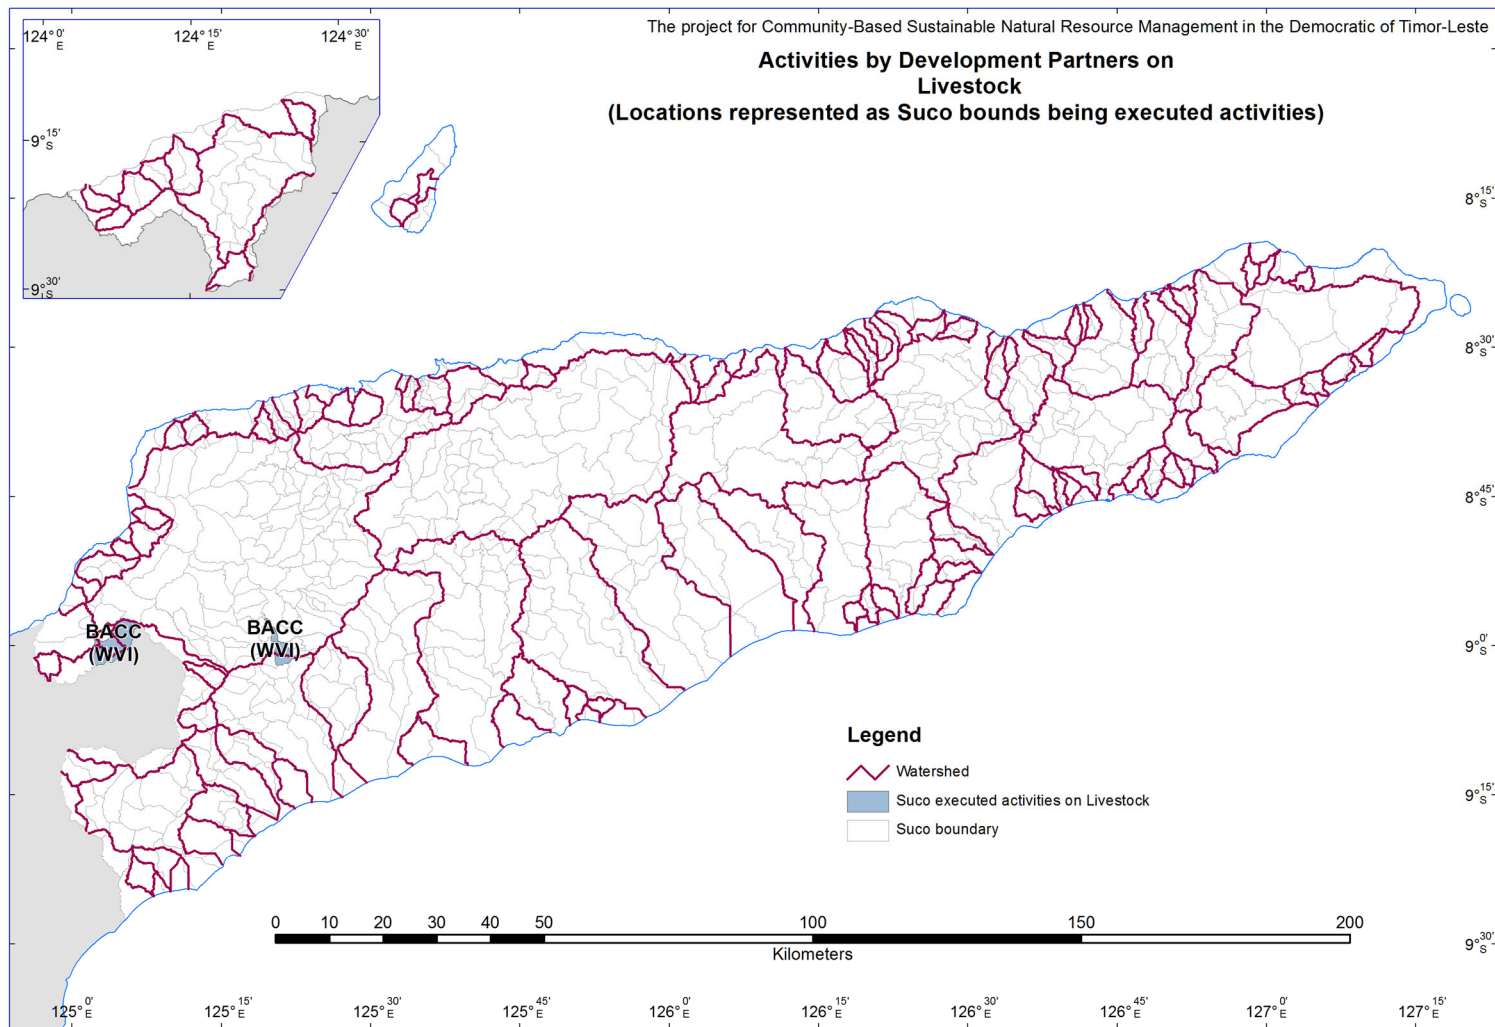 The project for Community-Based Sustainable Natural Resource Management in the Democratic of Timor-Leste
Activities by Development Partners on
Livestock
(Locations represented as Suco bounds being executed activities)
124° 0' E
124° 15' E
124° 30' E
9° 15' S
9° 30' S
8° 15' S
8° 30' S
8° 45' S
9° 0' S
9° 15' S
9° 30' S
BACC
(WVI)
BACC
(WVI)
Legend
Watershed
Suco executed activities on Livestock
Suco boundary
0 10 20 30 40 50 100 150 200
Kilometers
125° 0' E
125° 15' E
125° 30' E
125° 45' E
126° 0' E
126° 15' E
126° 30' E
126° 45' E
127° 0' E
127° 15' E